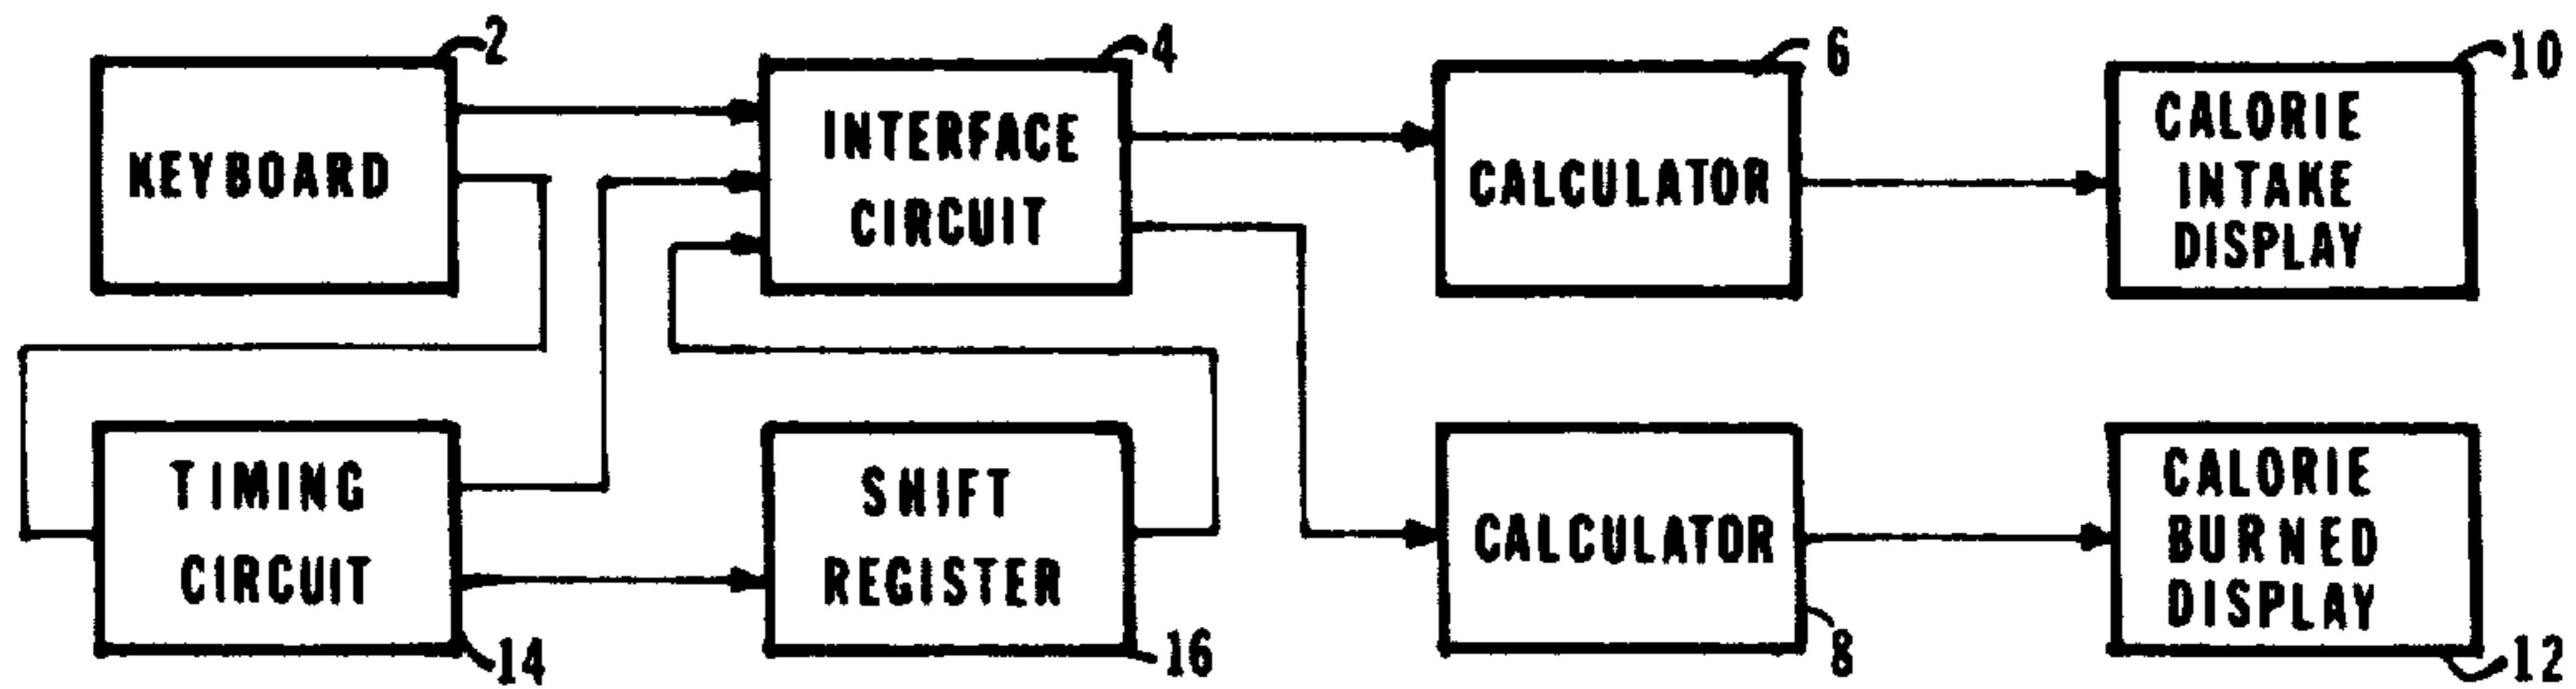 2
KEYBOARD
4
INTERFACE
CIRCUIT
6
CALCULATOR
10
CALORIE
INTAKE
DISPLAY
TIMING
CIRCUIT
14
SHIFT
REGISTER
16
CALCULATOR
8
CALORIE
BURNED
DISPLAY
12